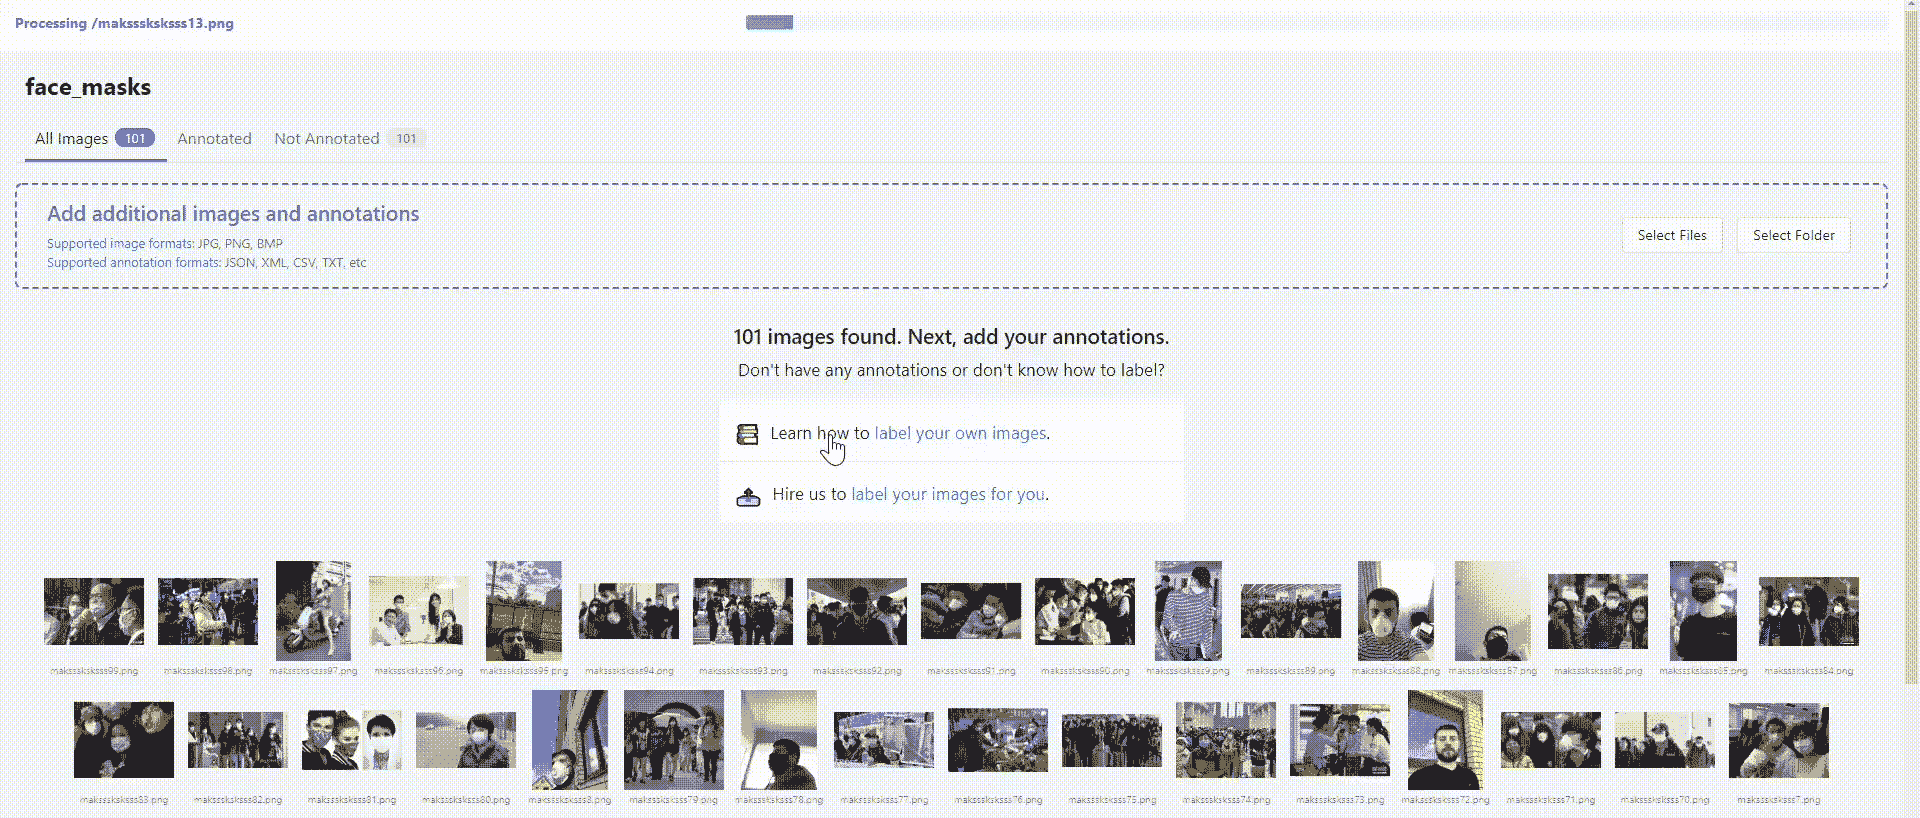 Processing /maksssksksss13.png
face_masks
All Images 101 Annotated Not Annotated 101
Add additional images and annotations
Supported image formats: JPG, PNG, BMP
Supported annotation formats: JSON, XML, CSV, TXT, etc
Select Files Select Folder
101 images found. Next, add your annotations.
Don't have any annotations or don't know how to label?
Learn how to label your own images.
Hire us to label your images for you.
maksssksksss99.png maksssksksss98.png maksssksksss97.png maksssksksss96.png maksssksksss95.png maksssksksss94.png maksssksksss93.png maksssksksss92.png maksssksksss91.png maksssksksss90.png maksssksksss9.png maksssksksss89.png maksssksksss88.png maksssksksss87.png maksssksksss86.png maksssksksss85.png maksssksksss84.png
maksssksksss83.png maksssksksss82.png maksssksksss81.png maksssksksss80.png maksssksksss8.png maksssksksss79.png maksssksksss78.png maksssksksss77.png maksssksksss76.png maksssksksss75.png maksssksksss74.png maksssksksss73.png maksssksksss72.png maksssksksss71.png maksssksksss70.png maksssksksss7.png